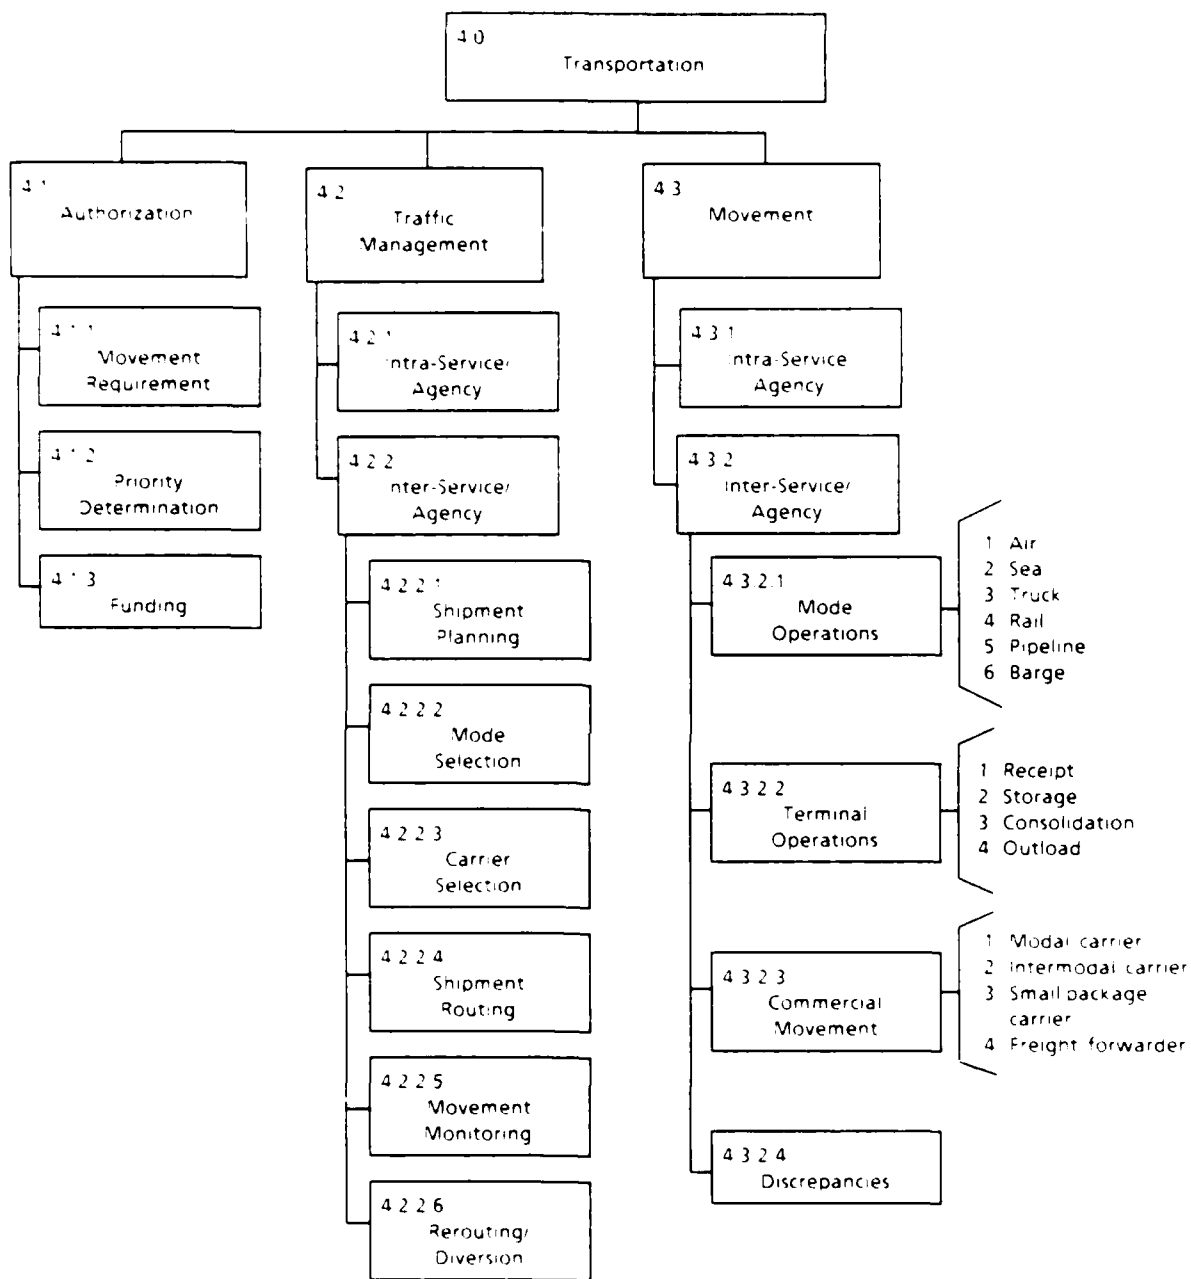 4.0
Transportation
4.1
Authorization
4.1.1
Movement
Requirement
4.1.2
Priority
Determination
4.1.3
Funding
4.2
Traffic
Management
4.2.1
Intra-Service/
Agency
4.2.2
Inter-Service/
Agency
4.2.2.1
Shipment
Planning
4.2.2.2
Mode
Selection
4.2.2.3
Carrier
Selection
4.2.2.4
Shipment
Routing
4.2.2.5
Movement
Monitoring
4.2.2.6
Rerouting/
Diversion
4.3
Movement
4.3.1
Intra-Service
Agency
4.3.2
Inter-Service/
Agency
4.3.2.1
Mode
Operations
1 Air
2 Sea
3 Truck
4 Rail
5 Pipeline
6 Barge
4.3.2.2
Terminal
Operations
1 Receipt
2 Storage
3 Consolidation
4 Outload
4.3.2.3
Commercial
Movement
1 Modal carrier
2 Intermodal carrier
3 Small package
carrier
4 Freight forwarder
4.3.2.4
Discrepancies